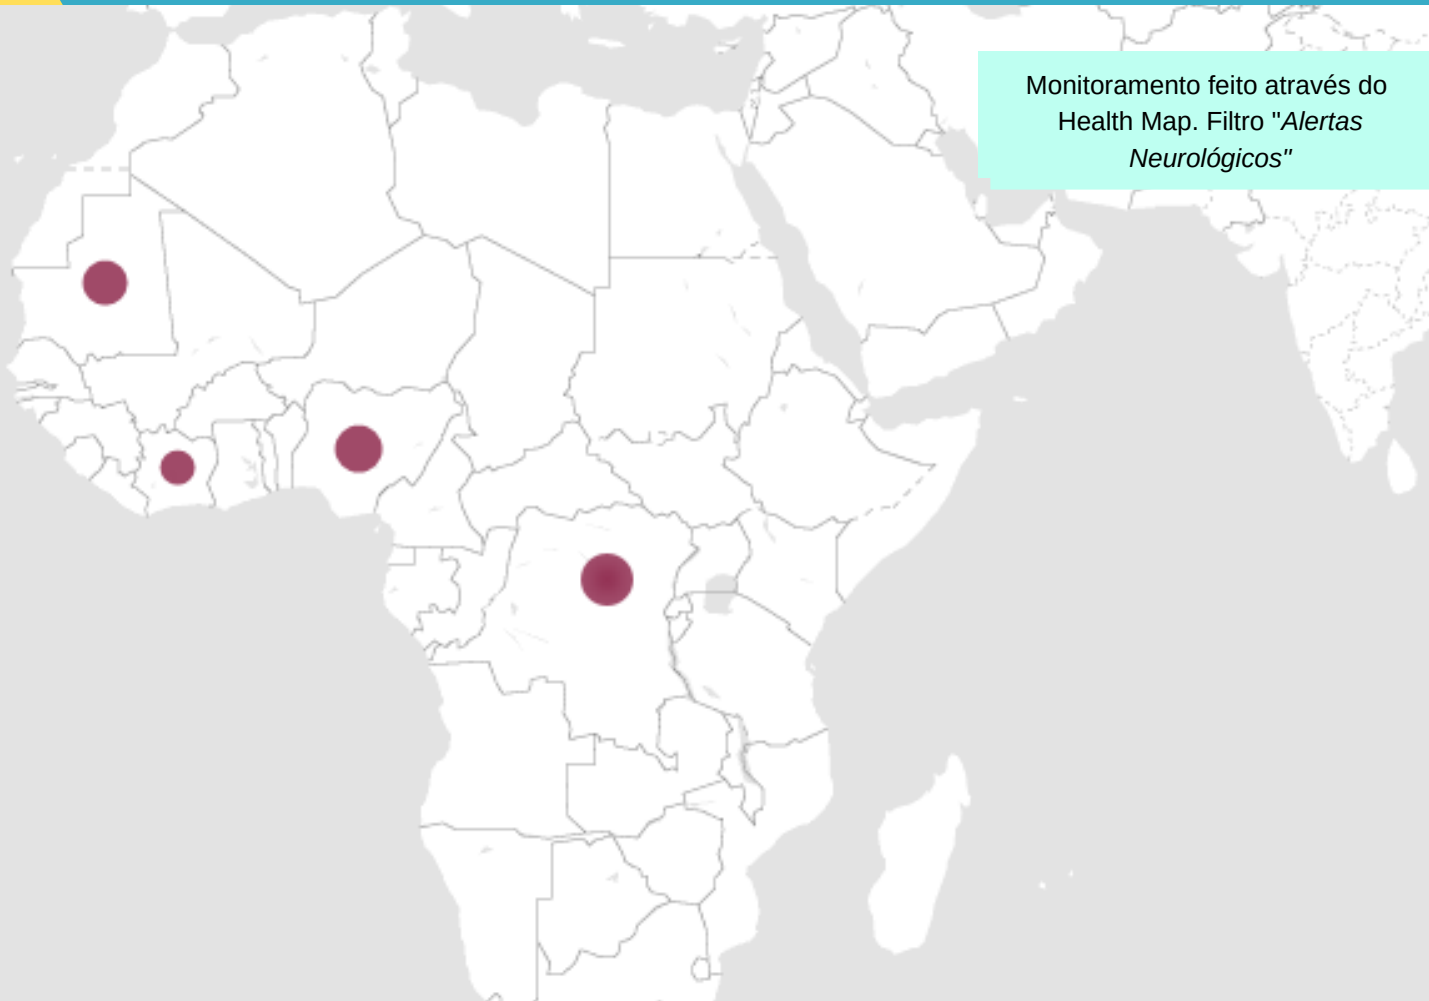 Monitoramento feito através do
Health Map. Filtro "Alertas
Neurológicos"